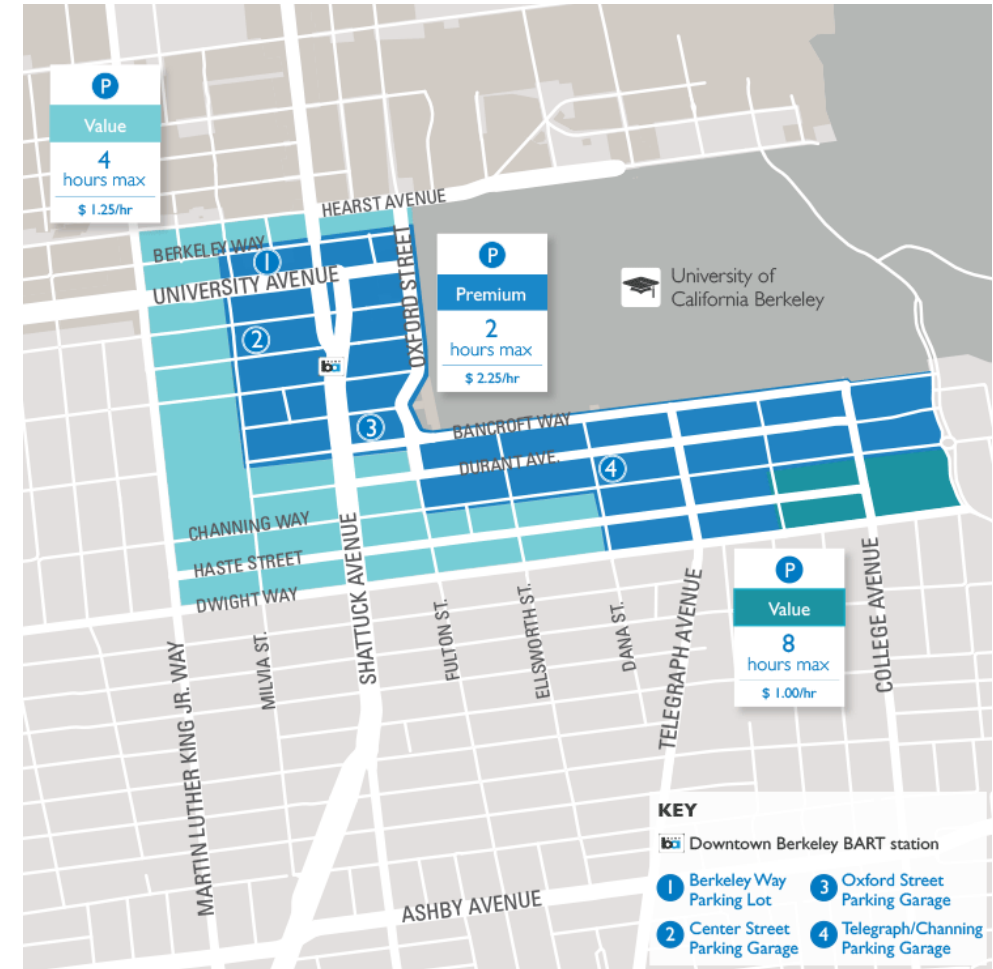 P
Value
4
hours max
$ 1.25/hr
HEARST AVENUE
BERKELEY WAY
1
UNIVERSITY AVENUE
OXFORD STREET
2
3
P
Premium
2
hours max
$ 2.25/hr
University of
California Berkeley
BANCROFT WAY
DURANT AVE.
4
CHANNING WAY
HASTE STREET
DWIGHT WAY
MARTIN LUTHER KING JR. WAY
MILVIA ST.
SHATTUCK AVENUE
FULTON ST.
ELLSWORTH ST.
DANA ST.
TELEGRAPH AVENUE
COLLEGE AVENUE
P
Value
8
hours max
$ 1.00/hr
ASHBY AVENUE
KEY
Downtown Berkeley BART station
1 Berkeley Way
Parking Lot
2 Center Street
Parking Garage
3 Oxford Street
Parking Garage
4 Telegraph/Channing
Parking Garage